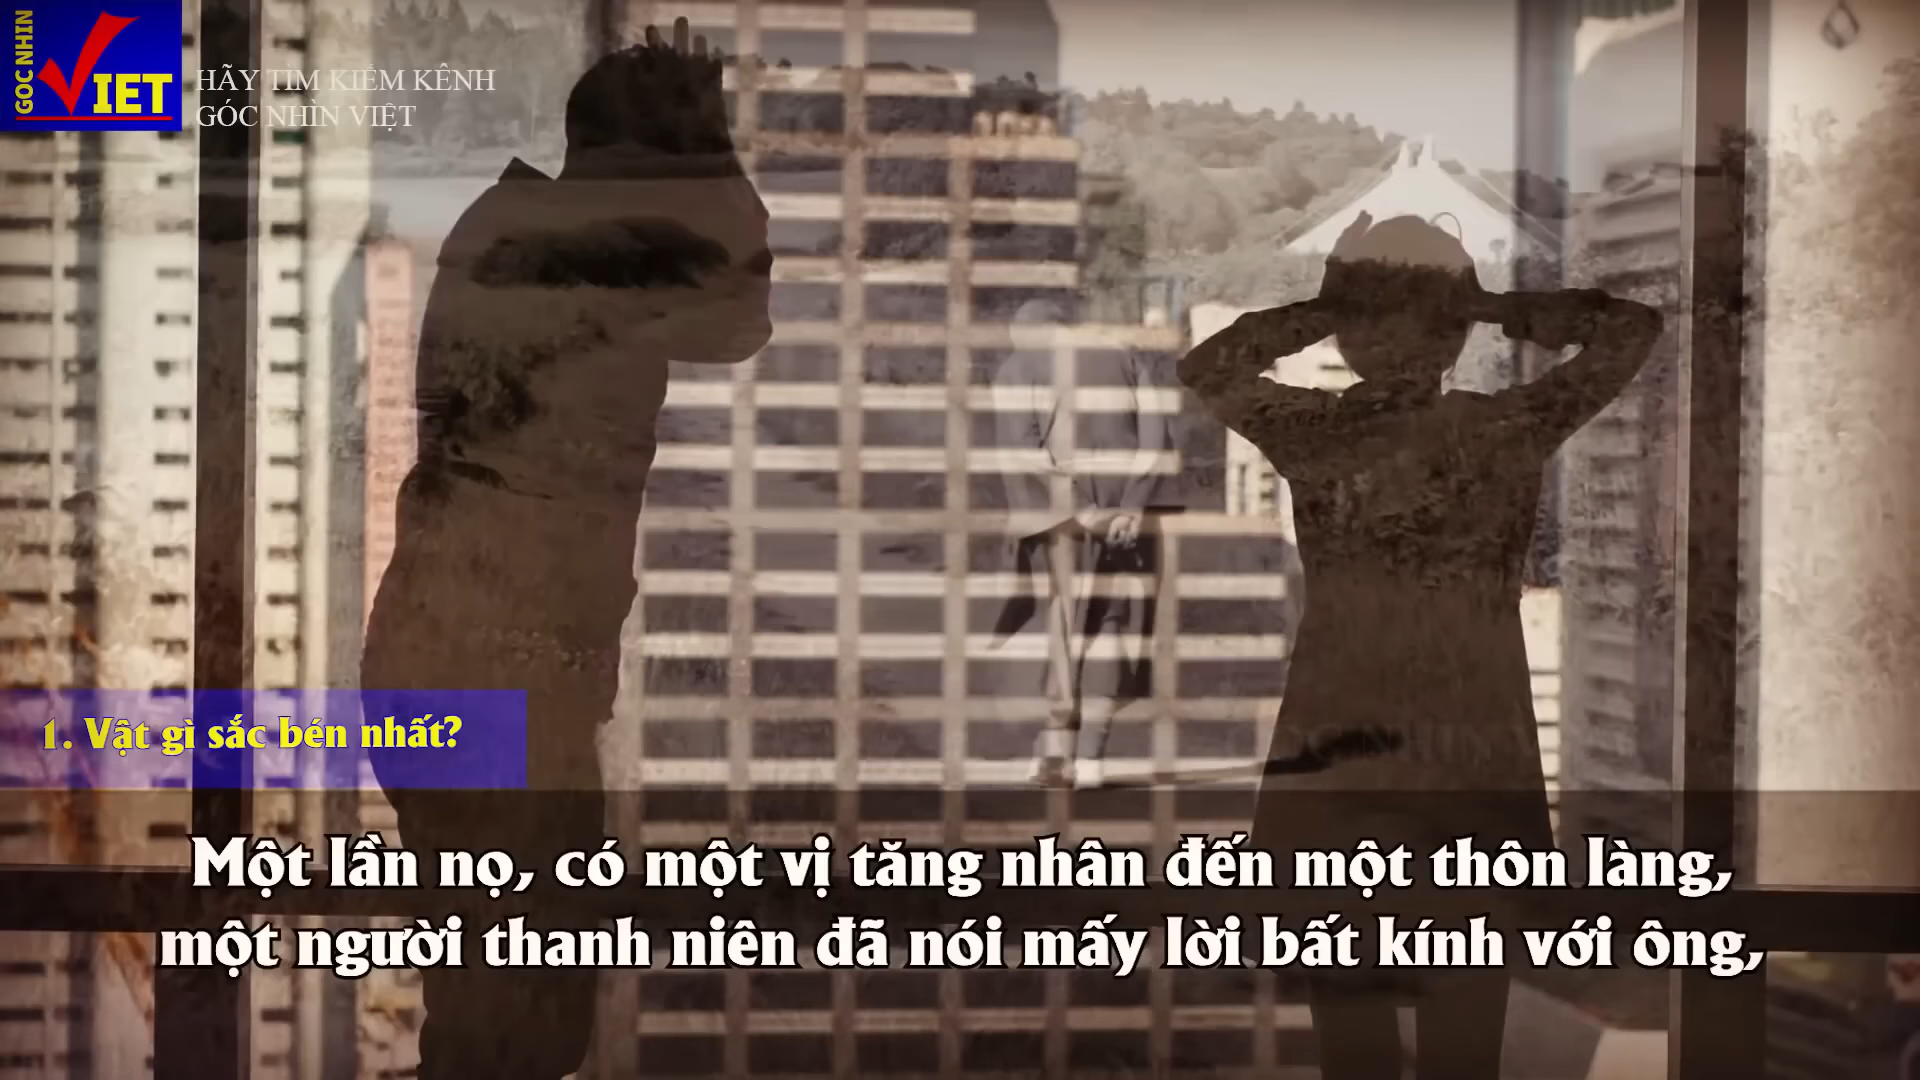 GOC NHIN
VIET
HÃY TÌM KIẾM KÊNH
GÓC NHÌN VIỆT
1. Vật gì sắc bén nhất?
Một lần nọ, có một vị tăng nhân đến một thôn làng,
một người thanh niên đã nói mấy lời bất kính với ông,